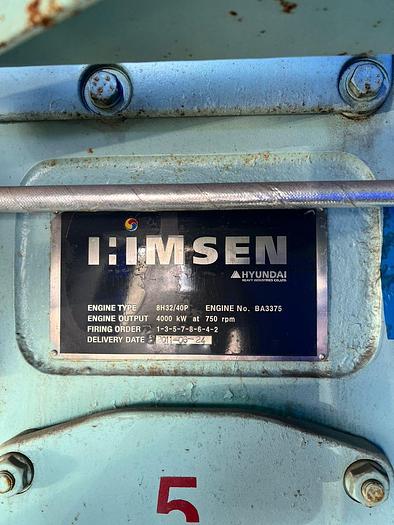 HIMSEN
HYUNDAI
HEAVY INDUSTRIES CO.,LTD.
ENGINE TYPE 8H32/40P ENGINE No. BA3375
ENGINE OUTPUT 4000 kW at 750 rpm
FIRING ORDER 1-3-5-7-8-6-4-2
DELIVERY DATE
5